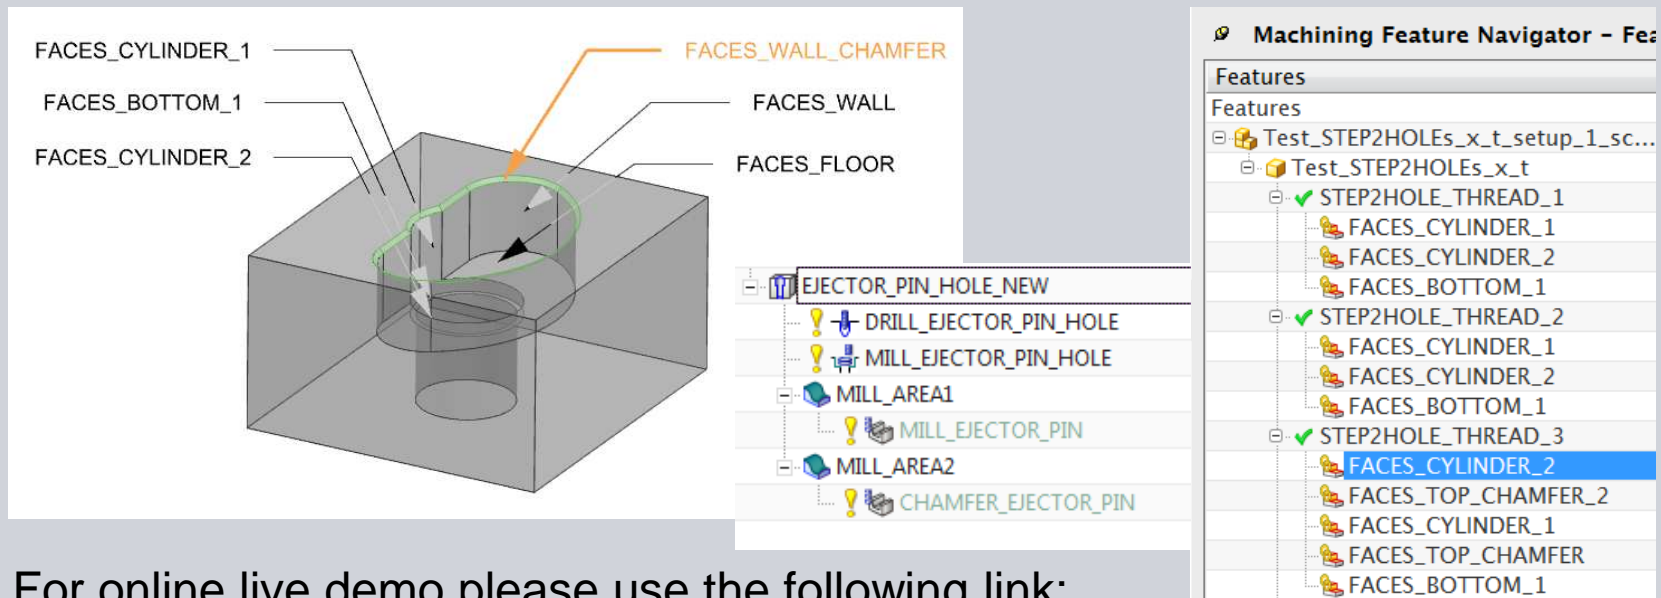 FACES_CYLINDER_1
FACES_BOTTOM_1
FACES_CYLINDER_2
FACES_WALL_CHAMFER
FACES_WALL
FACES_FLOOR
EJECTOR_PIN_HOLE_NEW
DRILL_EJECTOR_PIN_HOLE
MILL_EJECTOR_PIN_HOLE
MILL_AREA1
MILL_EJECTOR_PIN
MILL_AREA2
CHAMFER_EJECTOR_PIN
Machining Feature Navigator - Fea
Features
Features
Test_STEP2HOLEs_x_t_setup_1_sc...
Test_STEP2HOLEs_x_t
STEP2HOLE_THREAD_1
FACES_CYLINDER_1
FACES_CYLINDER_2
FACES_BOTTOM_1
STEP2HOLE_THREAD_2
FACES_CYLINDER_1
FACES_CYLINDER_2
FACES_BOTTOM_1
STEP2HOLE_THREAD_3
FACES_CYLINDER_2
FACES_TOP_CHAMFER_2
FACES_CYLINDER_1
FACES_TOP_CHAMFER
FACES_BOTTOM_1
For online live demo please use the following link: